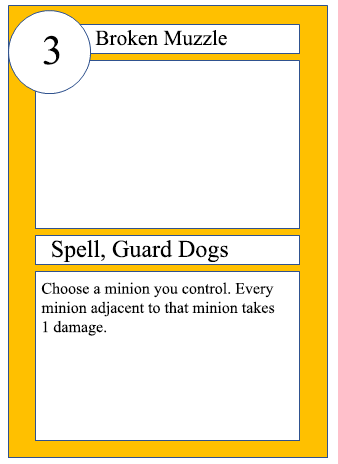 3
Broken Muzzle
Spell, Guard Dogs
Choose a minion you control. Every
minion adjacent to that minion takes
1 damage.